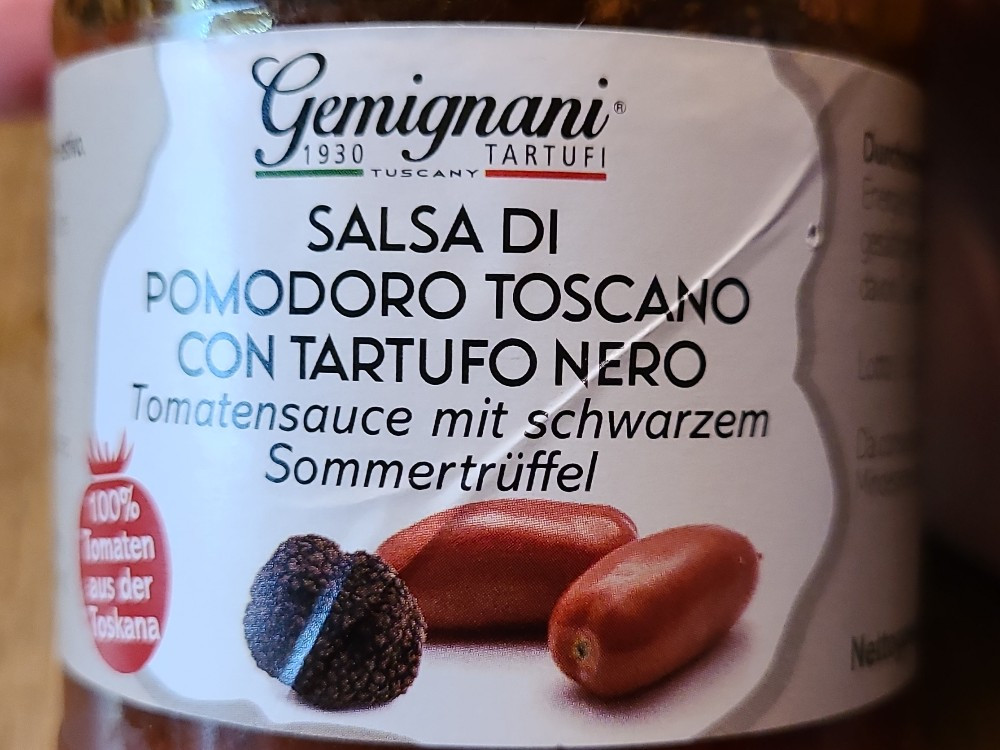 Gemignani®
1930 TARTUFI
TUSCANY
SALSA DI
POMODORO TOSCANO
CON TARTUFO NERO
Tomatensauce mit schwarzem
Sommertrüffel
100%
Tomaten
aus der
Toskana